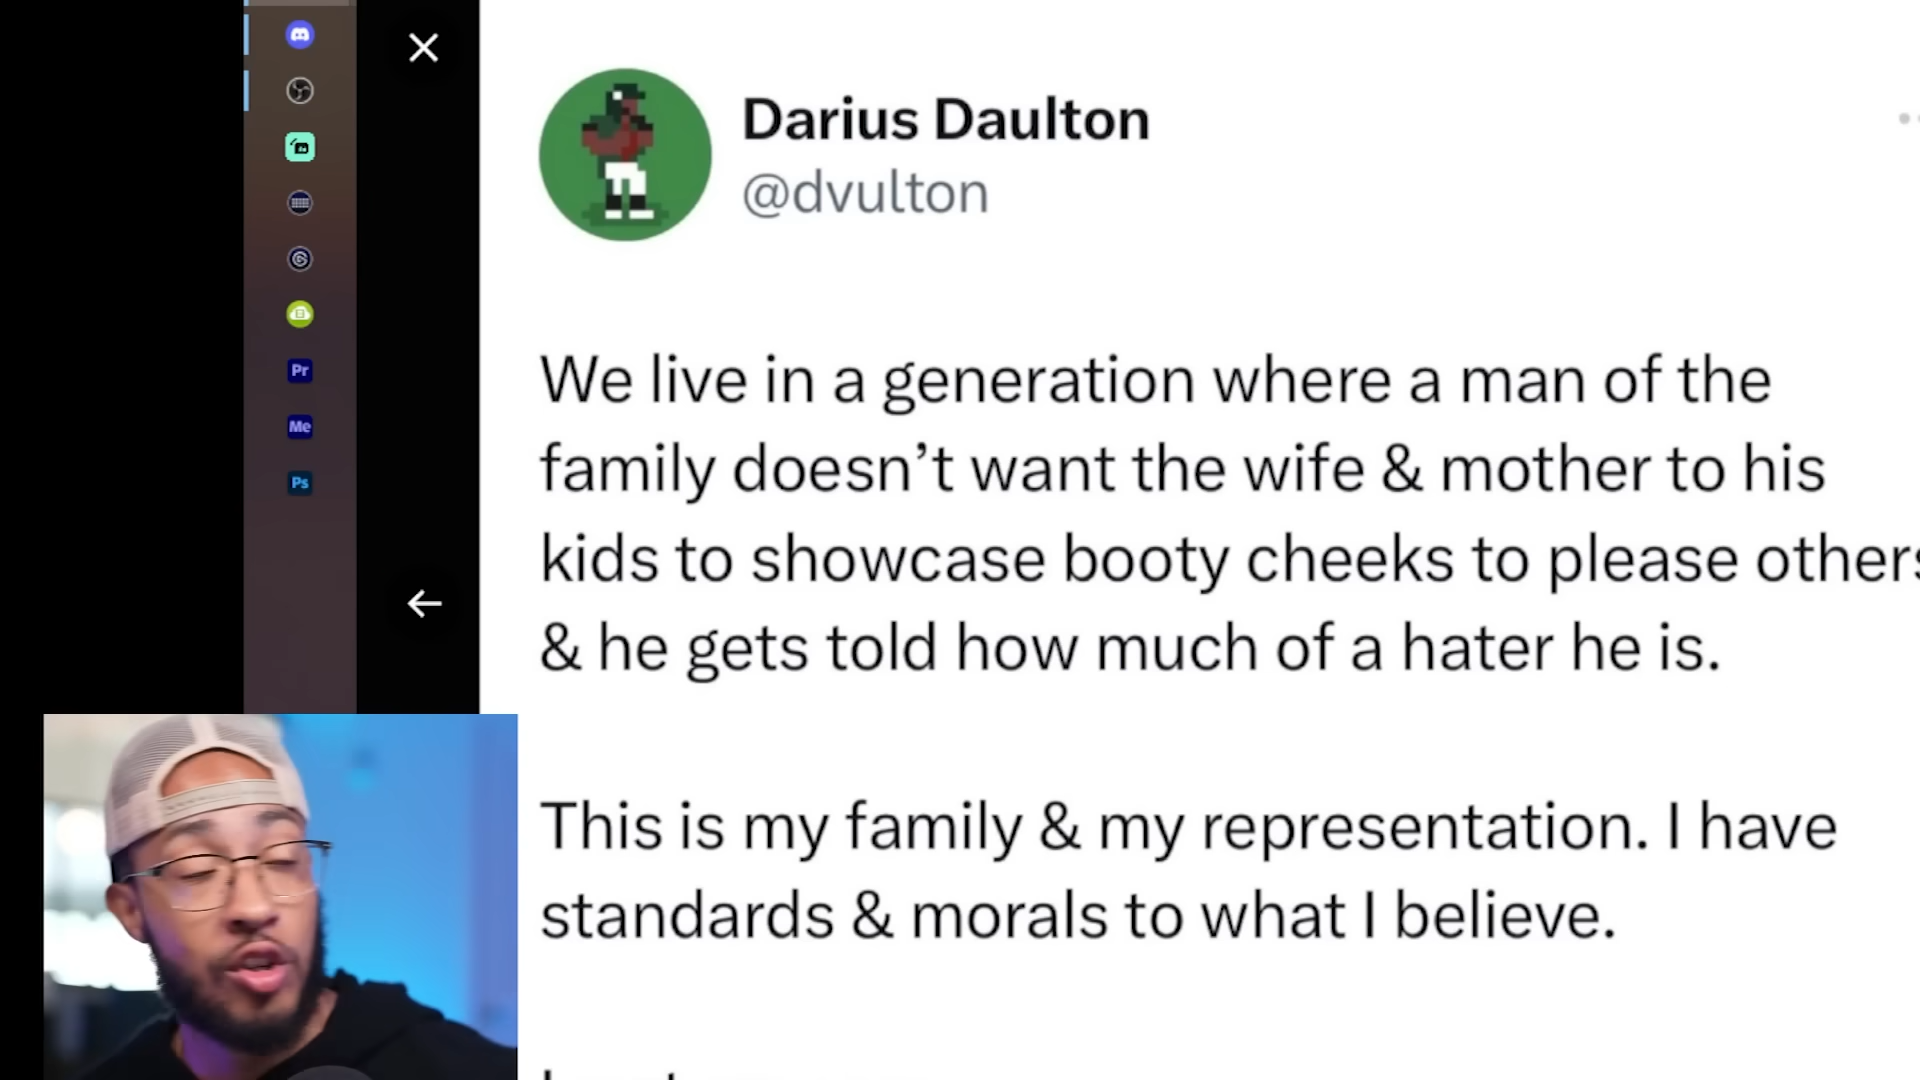 Darius Daulton
@dvulton
We live in a generation where a man of the
family doesn’t want the wife & mother to his
kids to showcase booty cheeks to please others
& he gets told how much of a hater he is.
This is my family & my representation. I have
standards & morals to what I believe.
Pr
Me
Ps